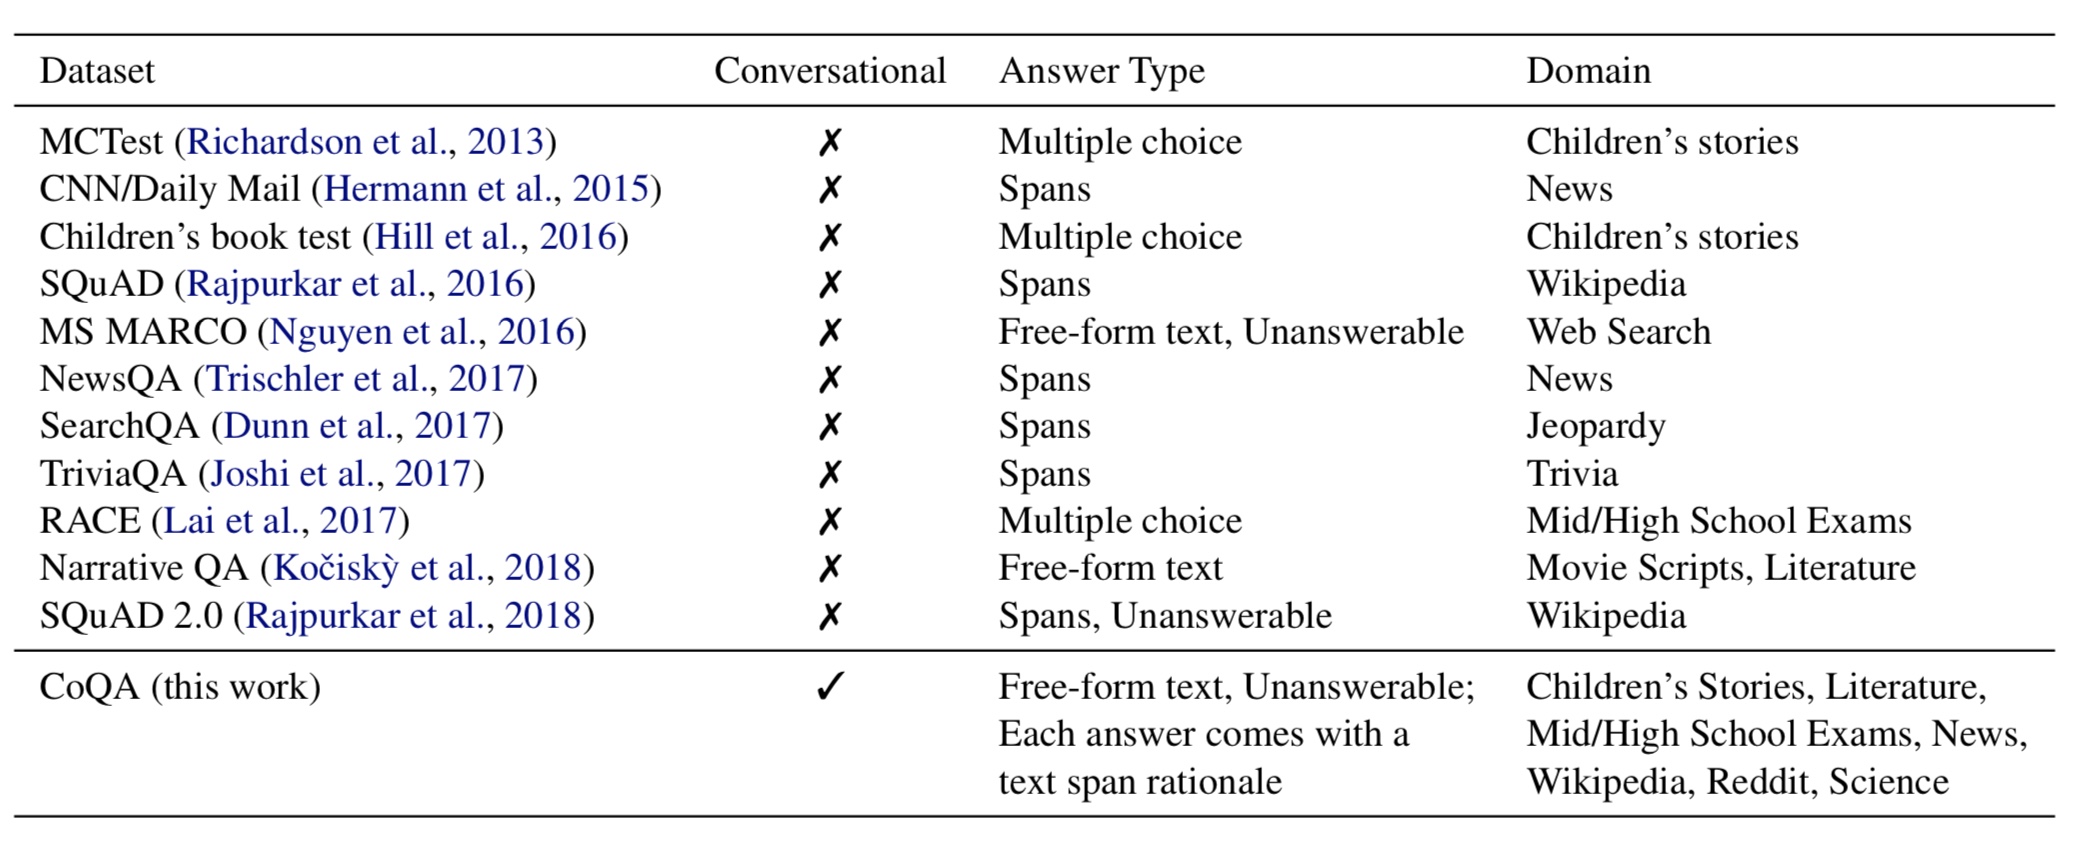 Dataset Conversational Answer Type Domain
MCTest (Richardson et al., 2013) ✗ Multiple choice Children's stories
CNN/Daily Mail (Hermann et al., 2015) ✗ Spans News
Children's book test (Hill et al., 2016) ✗ Multiple choice Children's stories
SQuAD (Rajpurkar et al., 2016) ✗ Spans Wikipedia
MS MARCO (Nguyen et al., 2016) ✗ Free-form text, Unanswerable Web Search
NewsQA (Trischler et al., 2017) ✗ Spans News
SearchQA (Dunn et al., 2017) ✗ Spans Jeopardy
TriviaQA (Joshi et al., 2017) ✗ Spans Trivia
RACE (Lai et al., 2017) ✗ Multiple choice Mid/High School Exams
Narrative QA (Kočiskỳ et al., 2018) ✗ Free-form text Movie Scripts, Literature
SQuAD 2.0 (Rajpurkar et al., 2018) ✗ Spans, Unanswerable Wikipedia
CoQA (this work) ✓ Free-form text, Unanswerable; Children's Stories, Literature,
Each answer comes with a Mid/High School Exams, News,
text span rationale Wikipedia, Reddit, Science